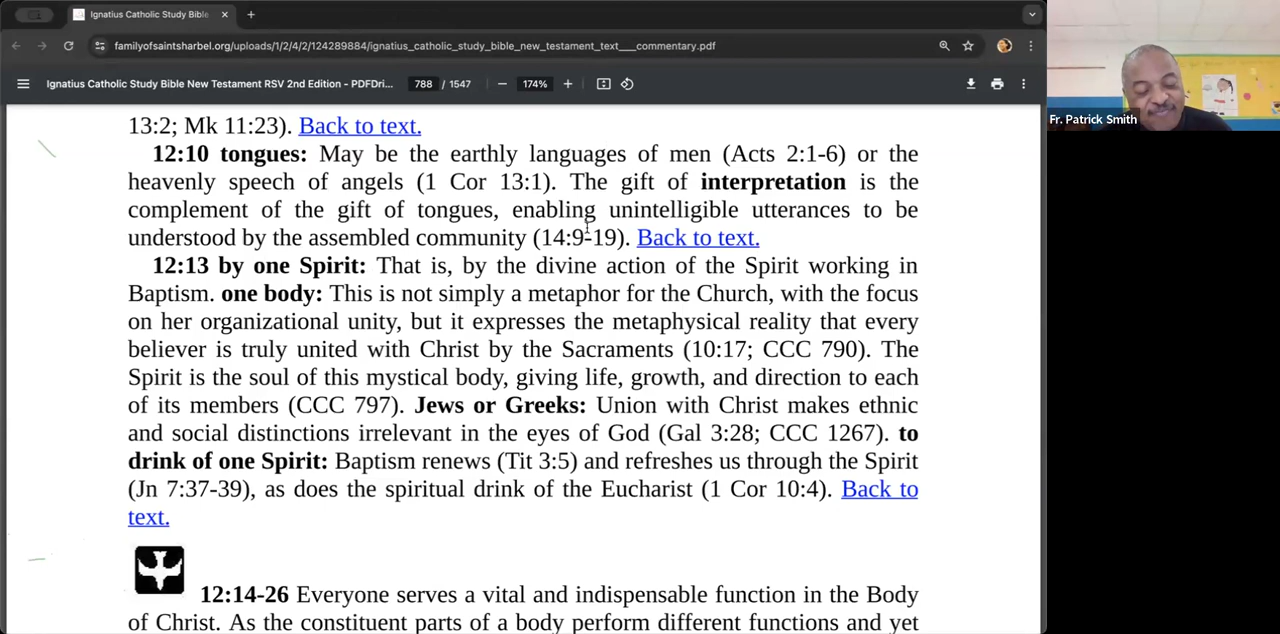 Ignatius Catholic Study Bible
familyofsaintsharbel.org/uploads/1/2/4/2/124289884/ignatius_catholic_study_bible_new_testament_text___commentary.pdf
Ignatius Catholic Study Bible New Testament RSV 2nd Edition - PDFDri... 788 / 1547 174%
Fr. Patrick Smith
13:2; Mk 11:23). Back to text.
12:10 tongues: May be the earthly languages of men (Acts 2:1-6) or the
heavenly speech of angels (1 Cor 13:1). The gift of interpretation is the
complement of the gift of tongues, enabling unintelligible utterances to be
understood by the assembled community (14:9-19). Back to text.
12:13 by one Spirit: That is, by the divine action of the Spirit working in
Baptism. one body: This is not simply a metaphor for the Church, with the focus
on her organizational unity, but it expresses the metaphysical reality that every
believer is truly united with Christ by the Sacraments (10:17; CCC 790). The
Spirit is the soul of this mystical body, giving life, growth, and direction to each
of its members (CCC 797). Jews or Greeks: Union with Christ makes ethnic
and social distinctions irrelevant in the eyes of God (Gal 3:28; CCC 1267). to
drink of one Spirit: Baptism renews (Tit 3:5) and refreshes us through the Spirit
(Jn 7:37-39), as does the spiritual drink of the Eucharist (1 Cor 10:4). Back to
text.
12:14-26 Everyone serves a vital and indispensable function in the Body
of Christ. As the constituent parts of a body perform different functions and yet